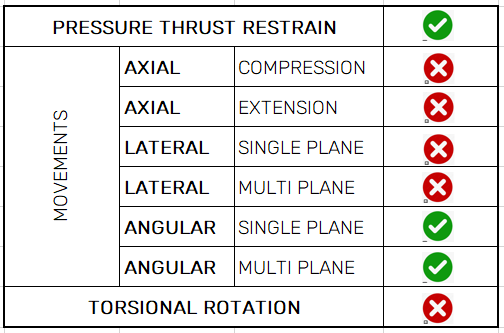 PRESSURE THRUST RESTRAIN
MOVEMENTS
AXIAL COMPRESSION
AXIAL EXTENSION
LATERAL SINGLE PLANE
LATERAL MULTI PLANE
ANGULAR SINGLE PLANE
ANGULAR MULTI PLANE
TORSIONAL ROTATION